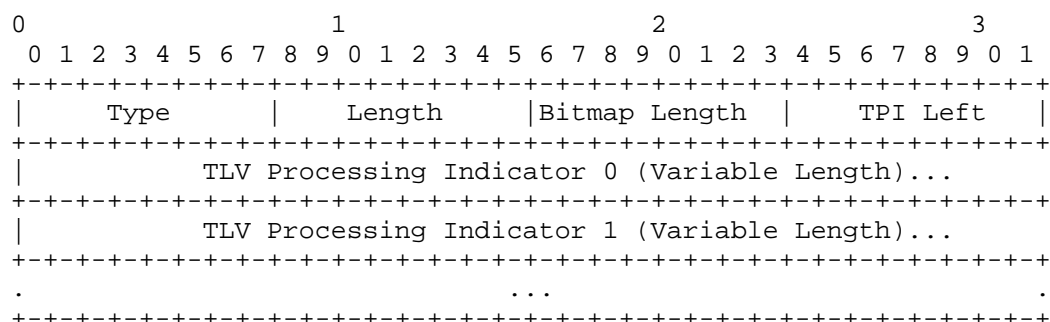 0                   1                   2                   3
 0 1 2 3 4 5 6 7 8 9 0 1 2 3 4 5 6 7 8 9 0 1 2 3 4 5 6 7 8 9 0 1
+-+-+-+-+-+-+-+-+-+-+-+-+-+-+-+-+-+-+-+-+-+-+-+-+-+-+-+-+-+-+-+-+
|     Type      |    Length     |Bitmap Length  |    TPI Left   |
+-+-+-+-+-+-+-+-+-+-+-+-+-+-+-+-+-+-+-+-+-+-+-+-+-+-+-+-+-+-+-+-+
|           TLV Processing Indicator 0 (Variable Length)...
+-+-+-+-+-+-+-+-+-+-+-+-+-+-+-+-+-+-+-+-+-+-+-+-+-+-+-+-+-+-+-+-+
|           TLV Processing Indicator 1 (Variable Length)...
+-+-+-+-+-+-+-+-+-+-+-+-+-+-+-+-+-+-+-+-+-+-+-+-+-+-+-+-+-+-+-+-+
.                              ...                              .
+-+-+-+-+-+-+-+-+-+-+-+-+-+-+-+-+-+-+-+-+-+-+-+-+-+-+-+-+-+-+-+-+